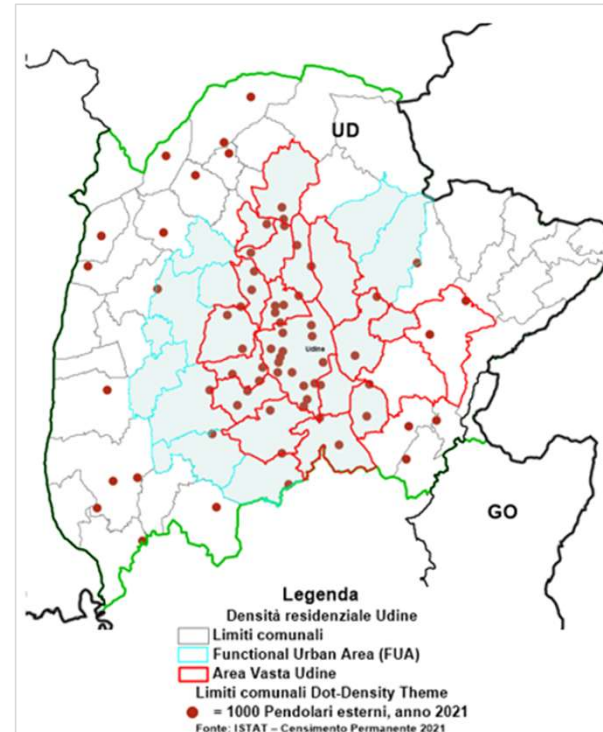 UD
Udine
GO
Legenda
Densità residenziale Udine
Limiti comunali
Functional Urban Area (FUA)
Area Vasta Udine
Limiti comunali Dot-Density Theme
= 1000 Pendolari esterni, anno 2021
Fonte: ISTAT – Censimento Permanente 2021